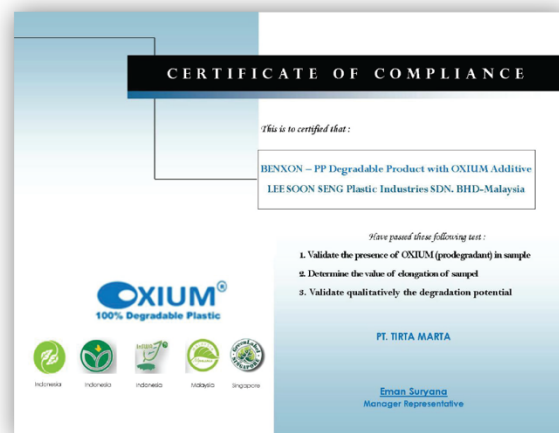 CERTIFICATE OF COMPLIANCE
This is to certified that :
BENXON – PP Degradable Product with OXIUM Additive
LEE SOON SENG Plastic Industries SDN. BHD-Malaysia
Have passed these following test :
1. Validate the presence of OXIUM (prodegradant) in sample
2. Determine the value of elongation of sampel
3. Validate qualitatively the degradation potential
OXIUM®
100% Degradable Plastic
Indonesia
Indonesia
Indonesia
Malaysia
Singapore
PT. TIRTA MARTA
Eman Suryana
Manager Representative